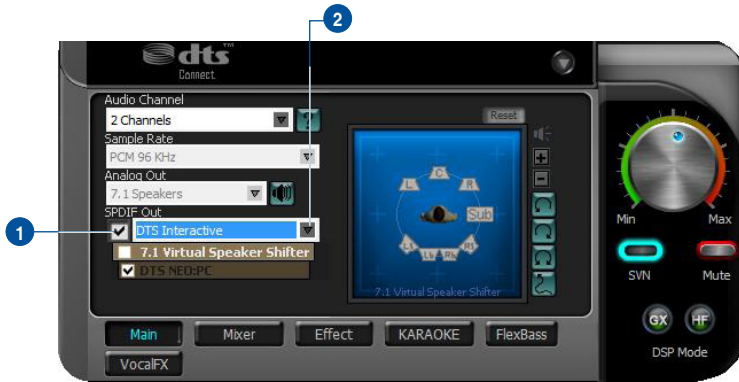 2
dts™
Connect
Audio Channel
2 Channels
?
Reset
Sample Rate
PCM 96 KHz
Analog Out
7.1 Speakers
SPDIF Out
1
DTS Interactive
7.1 Virtual Speaker Shifter
DTS NEO:PC
L
C
R
Sub
Ls
Lb
Rb
Rs
7.1 Virtual Speaker Shifter
Min
Max
SVN
Mute
GX
HF
DSP Mode
Main
Mixer
Effect
KARAOKE
FlexBass
VocalFX